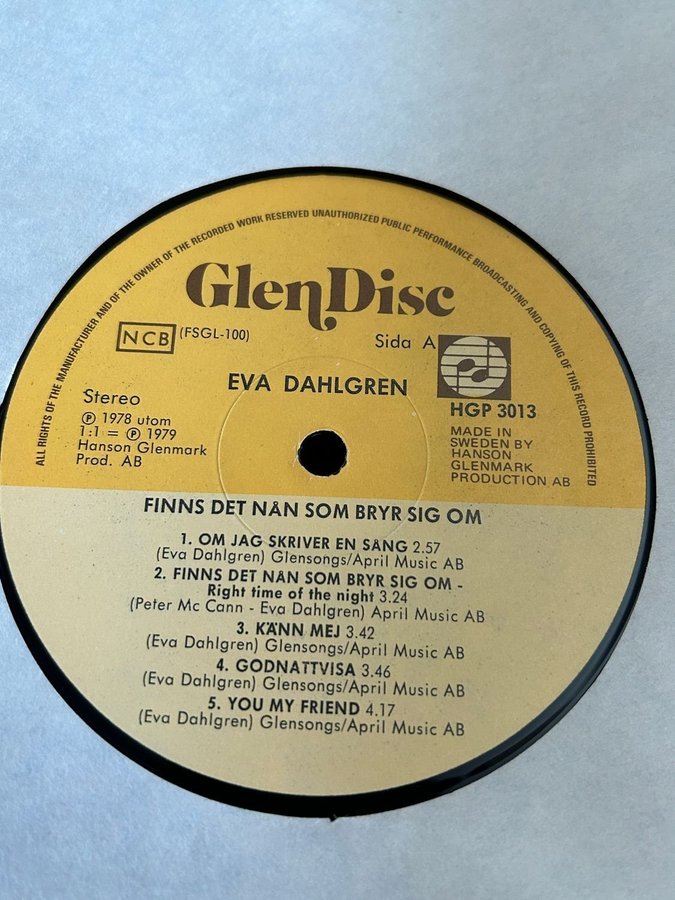 ALL RIGHTS OF THE MANUFACTURER AND OF THE OWNER OF THE RECORDED WORK RESERVED UNAUTHORIZED PUBLIC PERFORMANCE BROADCASTING AND COPYING OF THIS RECORD PROHIBITED
GlenDisc
NCB (FSGL-100)
Sida A
EVA DAHLGREN
Stereo
℗ 1978 utom
1:1 = ℗ 1979
Hanson Glenmark
Prod. AB
HGP 3013
MADE IN
SWEDEN BY
HANSON
GLENMARK
PRODUCTION AB
FINNS DET NÅN SOM BRYR SIG OM
1. OM JAG SKRIVER EN SÅNG 2.57
(Eva Dahlgren) Glensongs/April Music AB
2. FINNS DET NÅN SOM BRYR SIG OM -
Right time of the night 3.24
(Peter Mc Cann - Eva Dahlgren) April Music AB
3. KÄNN MEJ 3.42
(Eva Dahlgren) Glensongs/April Music AB
4. GODNATTVISA 3.46
(Eva Dahlgren) Glensongs/April Music AB
5. YOU MY FRIEND 4.17
(Eva Dahlgren) Glensongs/April Music AB